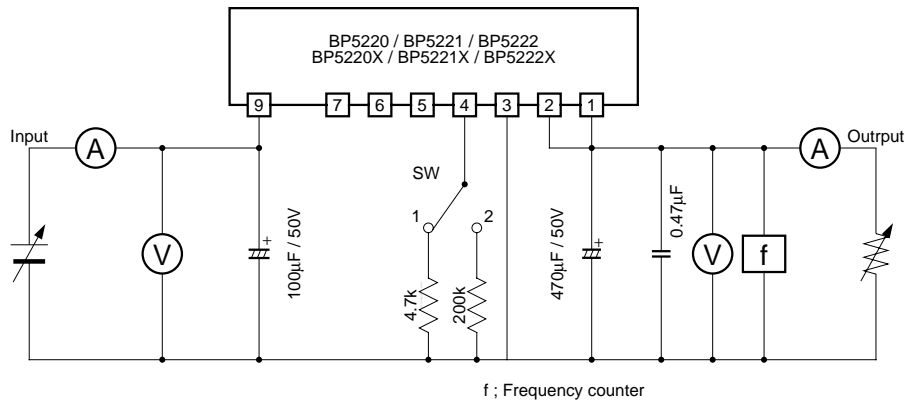 BP5220 / BP5221 / BP5222
BP5220X / BP5221X / BP5222X
9 7 6 5 4 3 2 1
Input
A
A
Outrput
SW
1
2
V
100μF / 50V
+
4.7k
200k
470μF / 50V
+
0.47μF
V
f
f ; Frequency counter